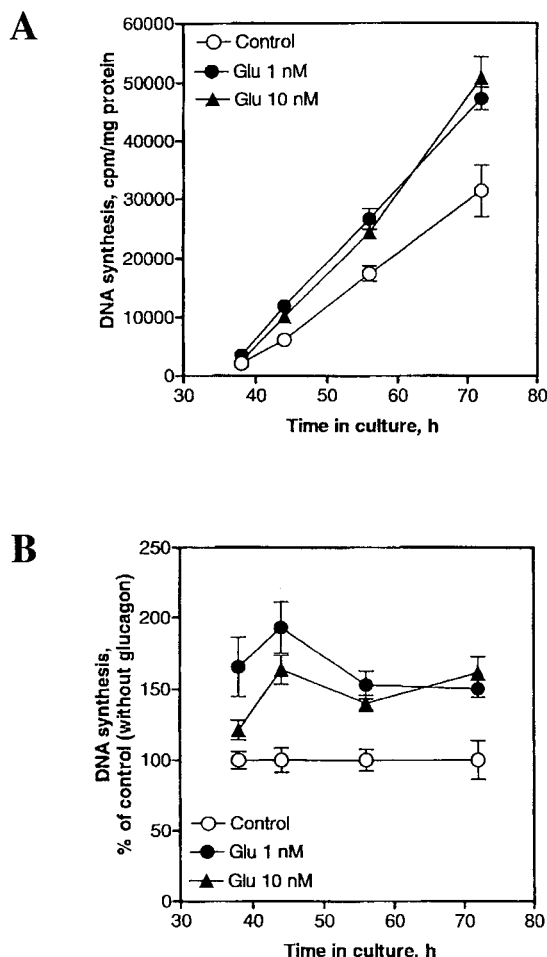 A
60000
50000
40000
30000
20000
10000
0
DNA synthesis, cpm/mg protein
Control
Glu 1 nM
Glu 10 nM
30 40 50 60 70 80
Time in culture, h
B
250
200
150
100
50
0
DNA synthesis,
% of control (without glucagon)
Control
Glu 1 nM
Glu 10 nM
30 40 50 60 70 80
Time in culture, h